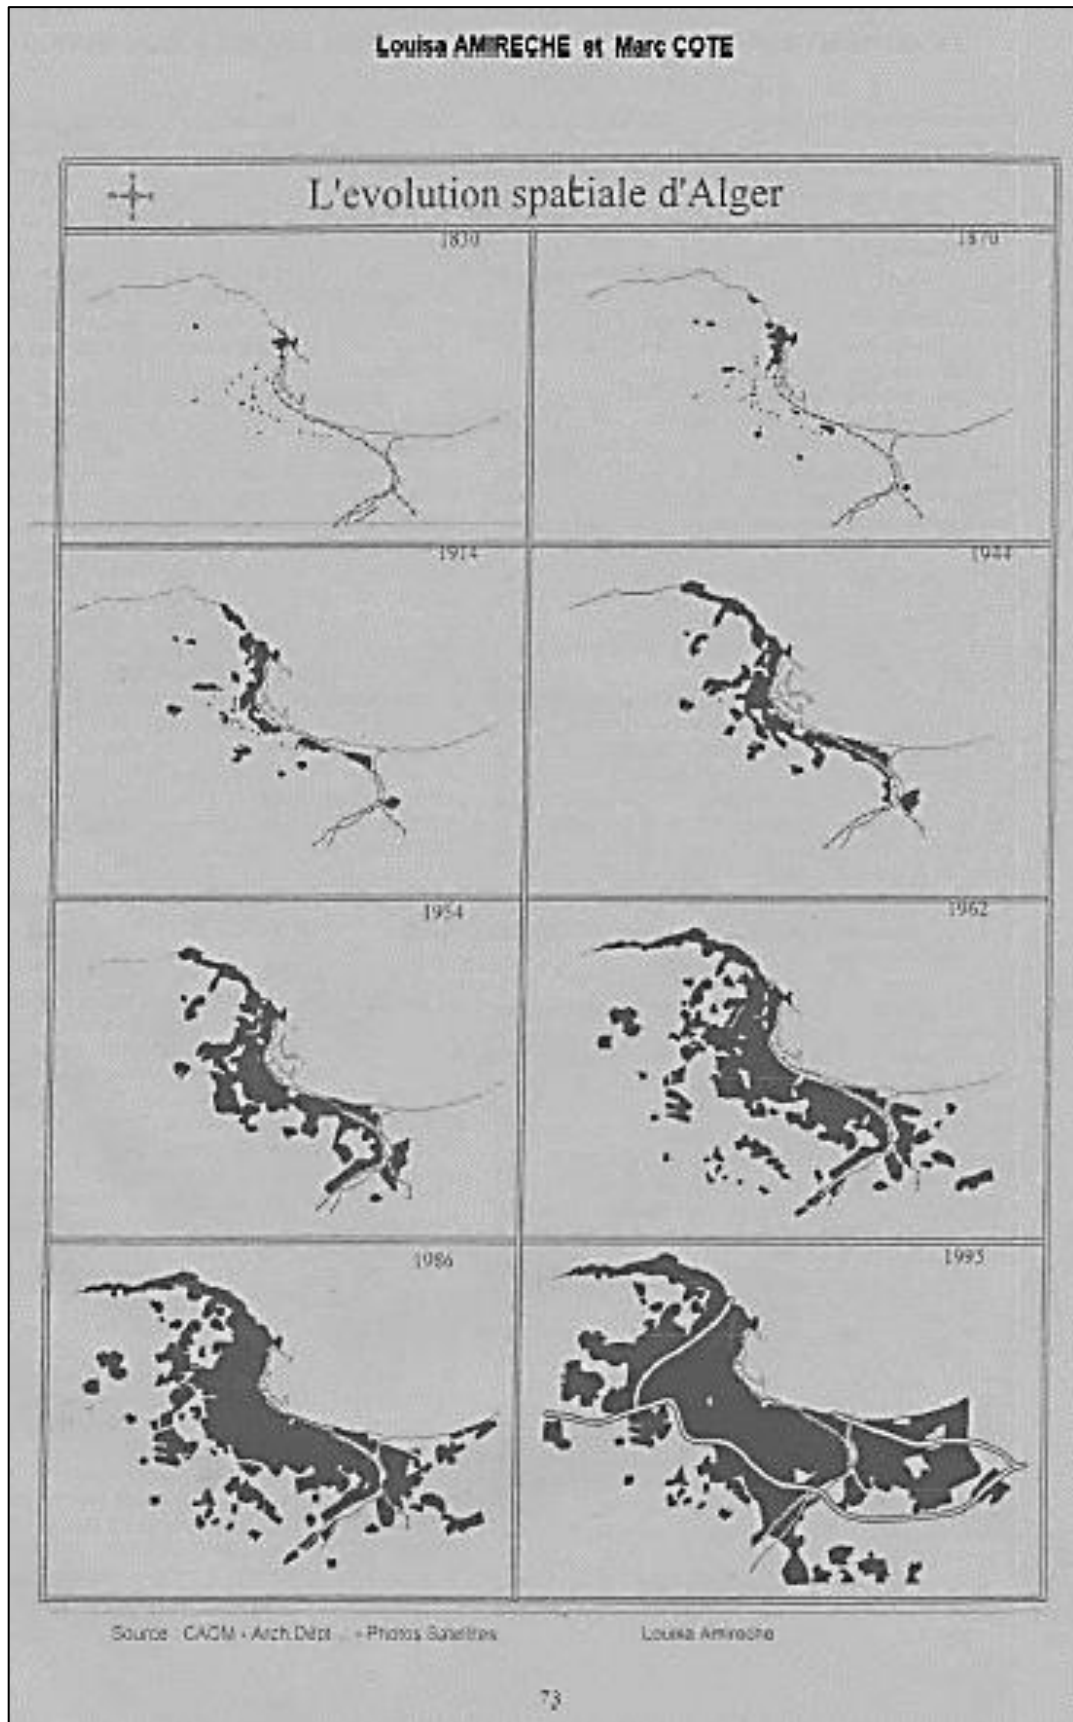 Louisa AMIRECHE et Marc COTE
L'evolution spatiale d'Alger
1830
1870
1914
1944
1954
1962
1986
1995
Source CAOM - Arch.Dépt ... - Photos Satelites
Louisa Amireche
73